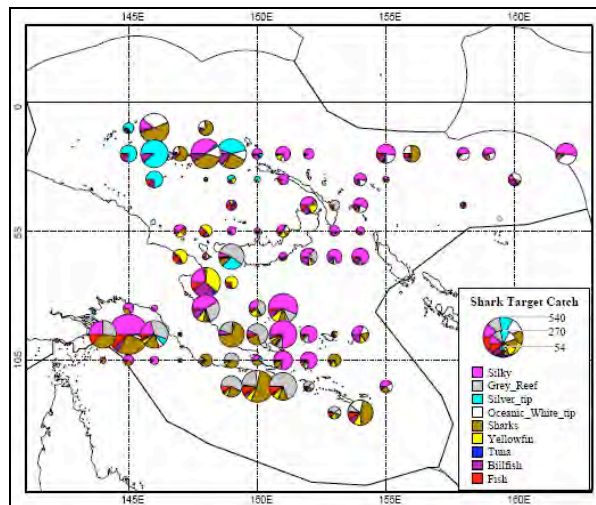 145E 150E 155E 160E
0
5S
10S
Shark Target Catch
540
270
54
Silky
Grey_Reef
Silver_tip
Oceanic_White_tip
Sharks
Yellowfin
Tuna
Billfish
Fish
145E 150E 155E 160E